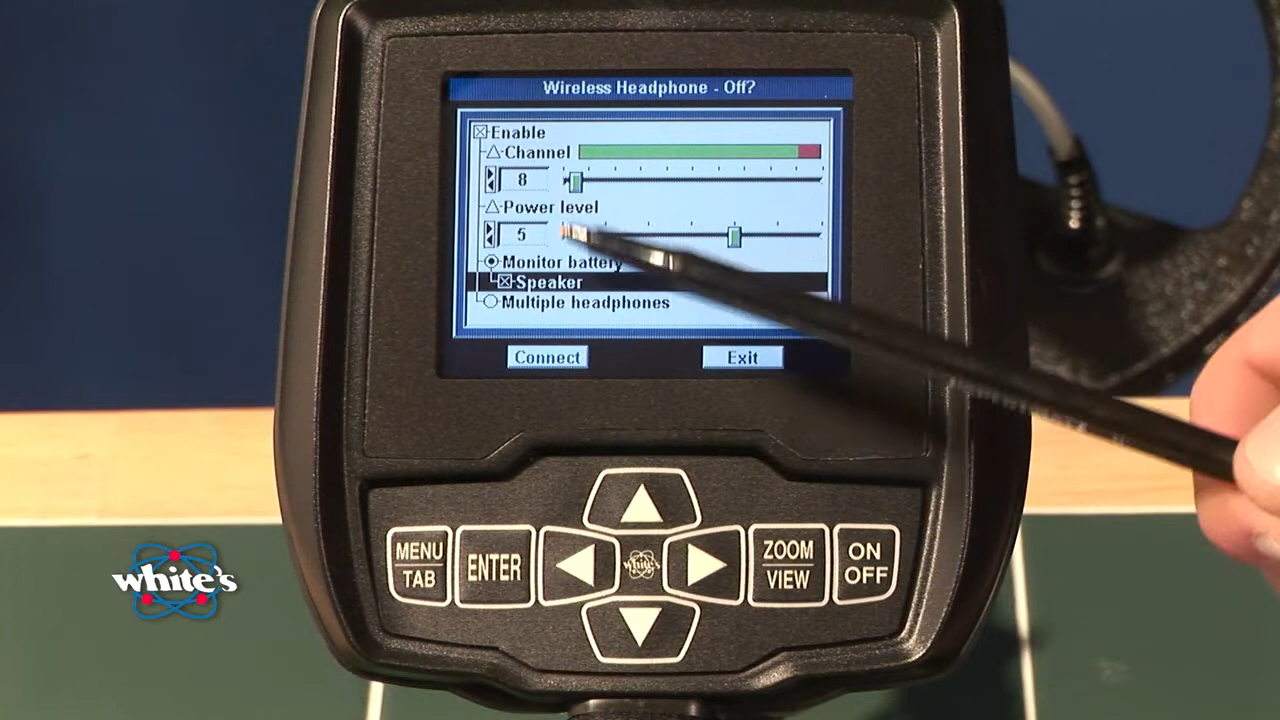 Wireless Headphone - Off?
Enable
Channel
8
Power level
5
Monitor battery
Speaker
Multiple headphones
Connect
Exit
MENU
TAB
ENTER
white's
ZOOM
VIEW
ON
OFF
white's